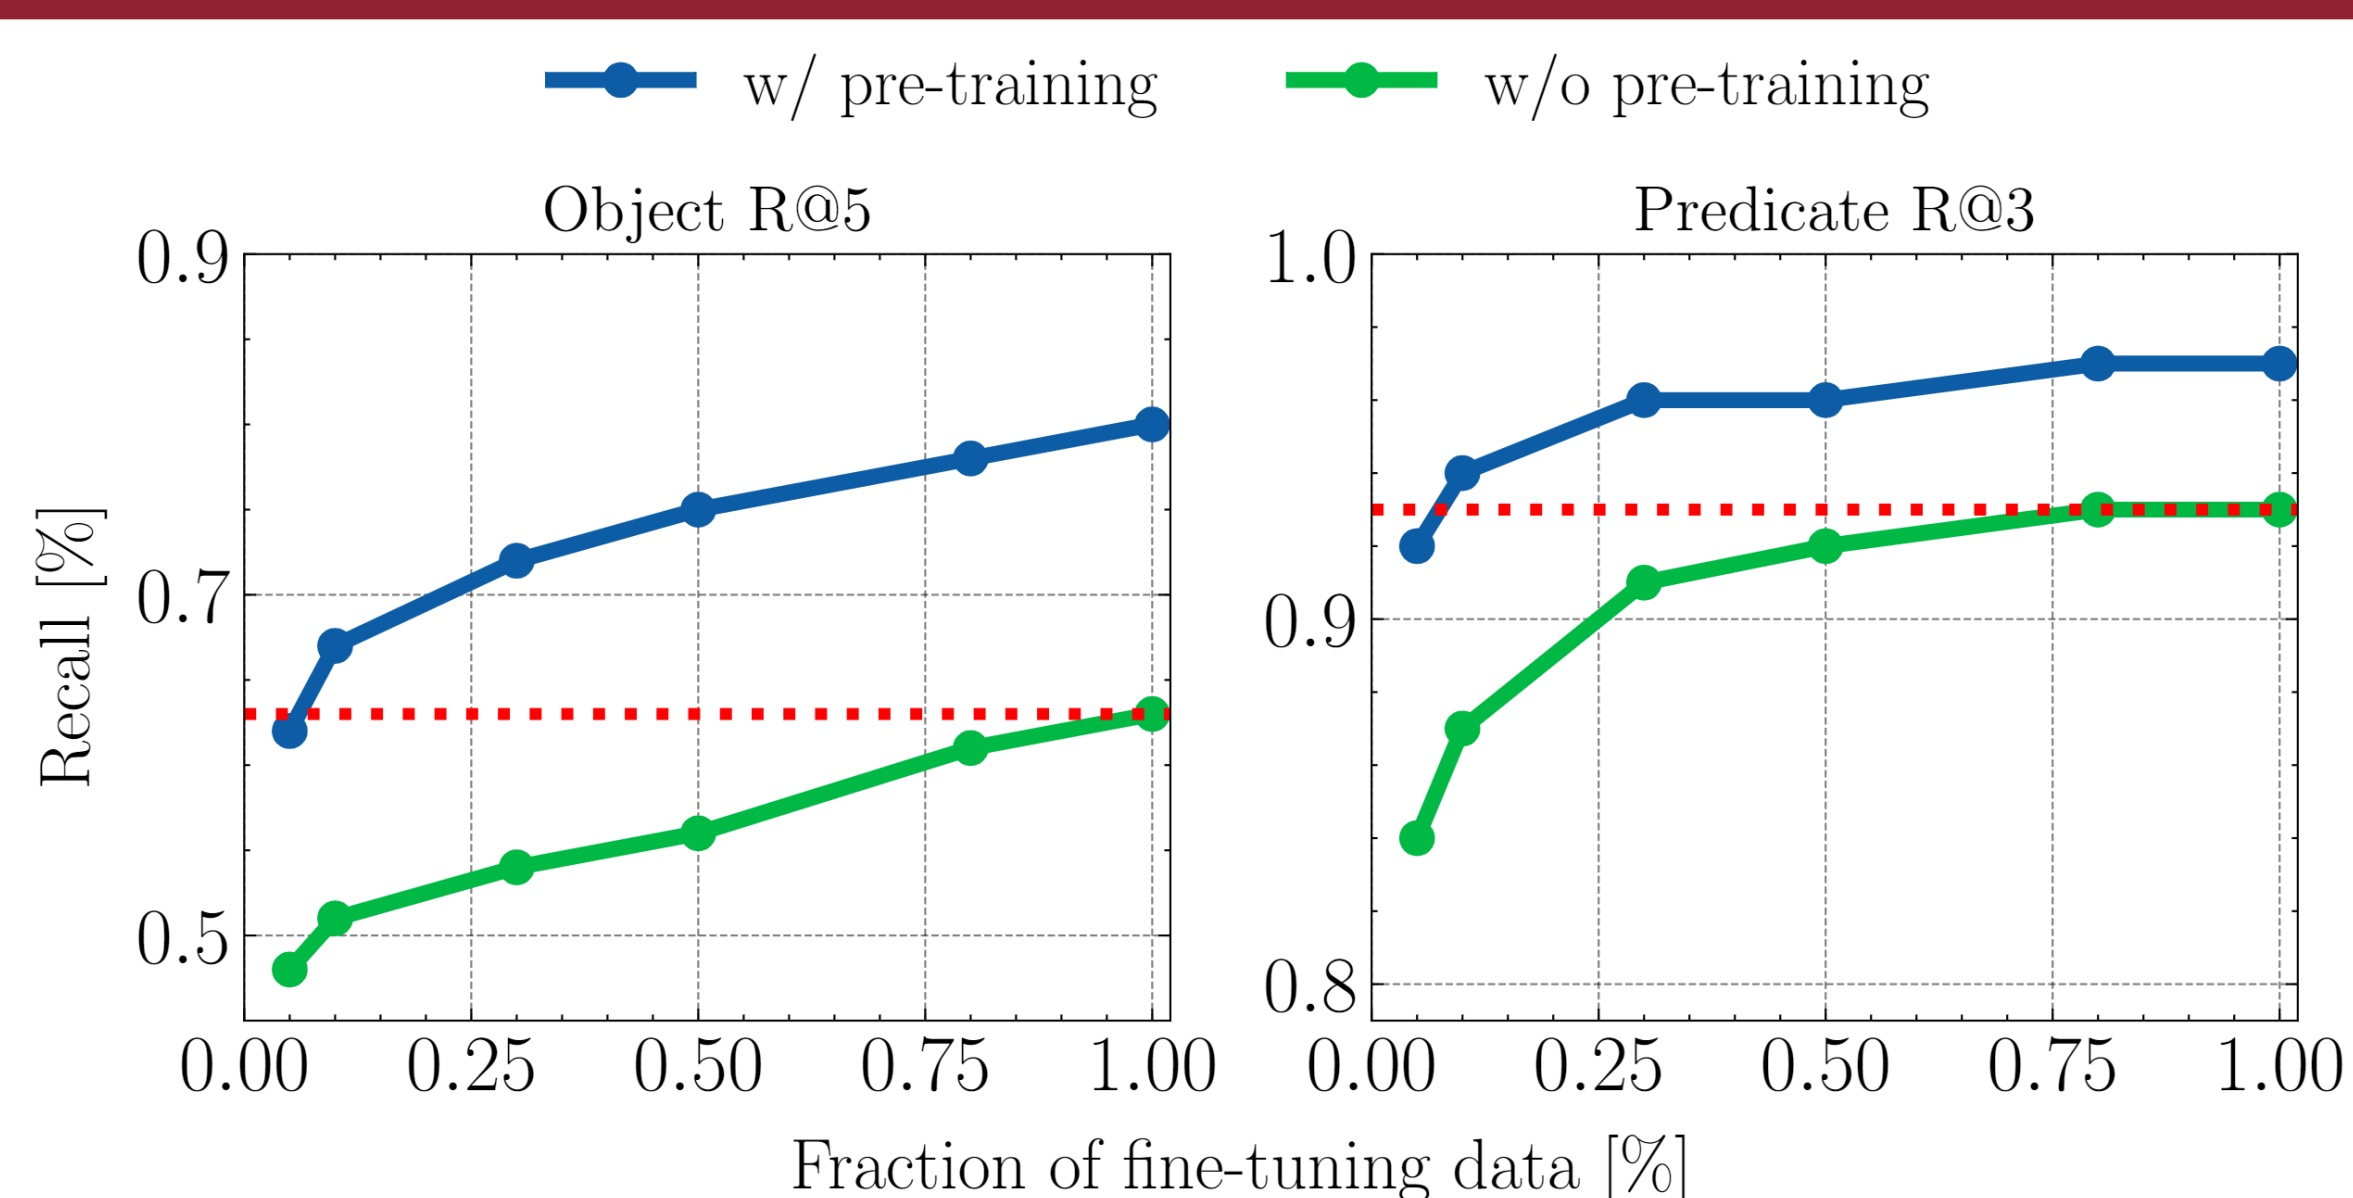 w/ pre-training
w/o pre-training
Object R@5
Predicate R@3
Recall [%]
0.9
0.7
0.5
0.00 0.25 0.50 0.75 1.00
1.0
0.9
0.8
0.00 0.25 0.50 0.75 1.00
Fraction of fine-tuning data [%]